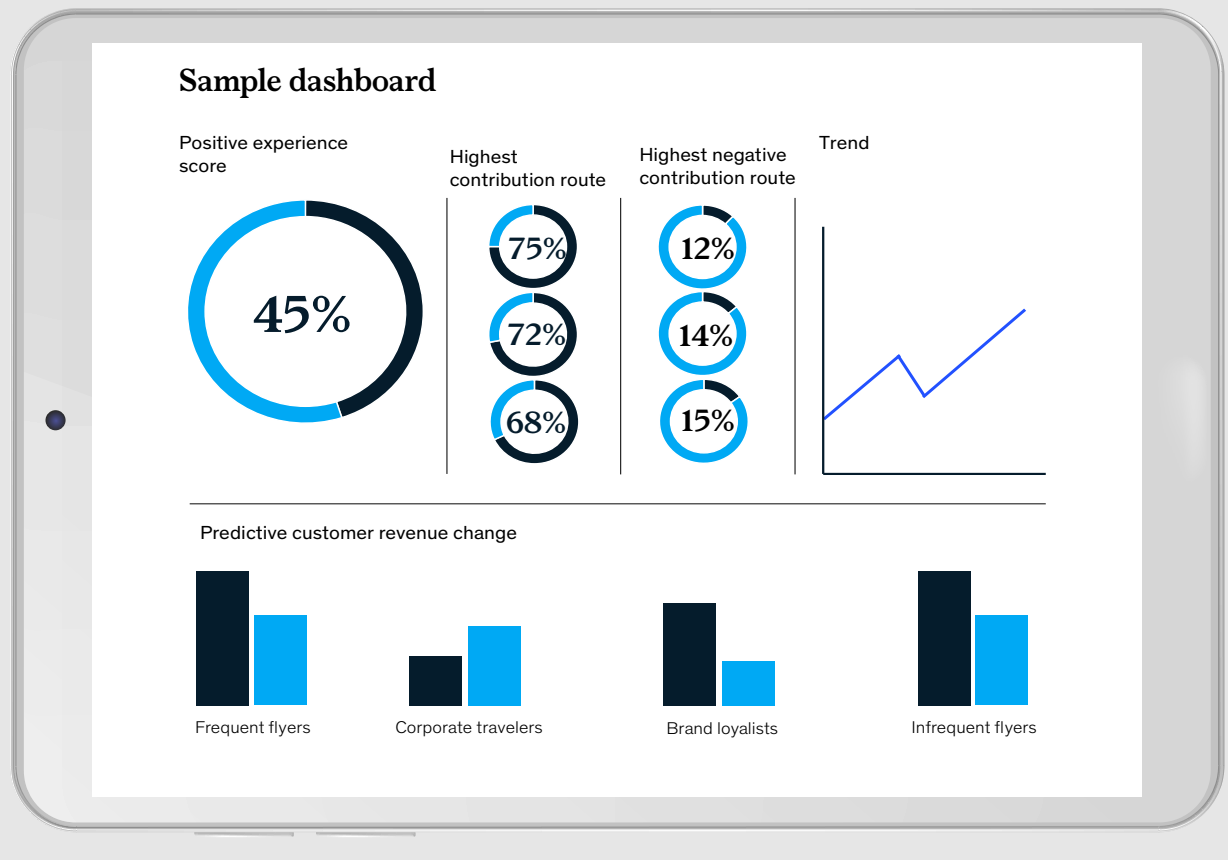 Sample dashboard
Positive experience
score
45%
Highest
contribution route
75%
72%
68%
Highest negative
contribution route
12%
14%
15%
Trend
Predictive customer revenue change
Frequent flyers
Corporate travelers
Brand loyalists
Infrequent flyers